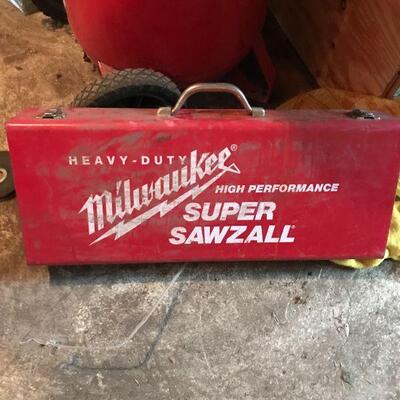 HEAVY-DUTY
Milwaukee®
HIGH PERFORMANCE
SUPER
SAWZALL®